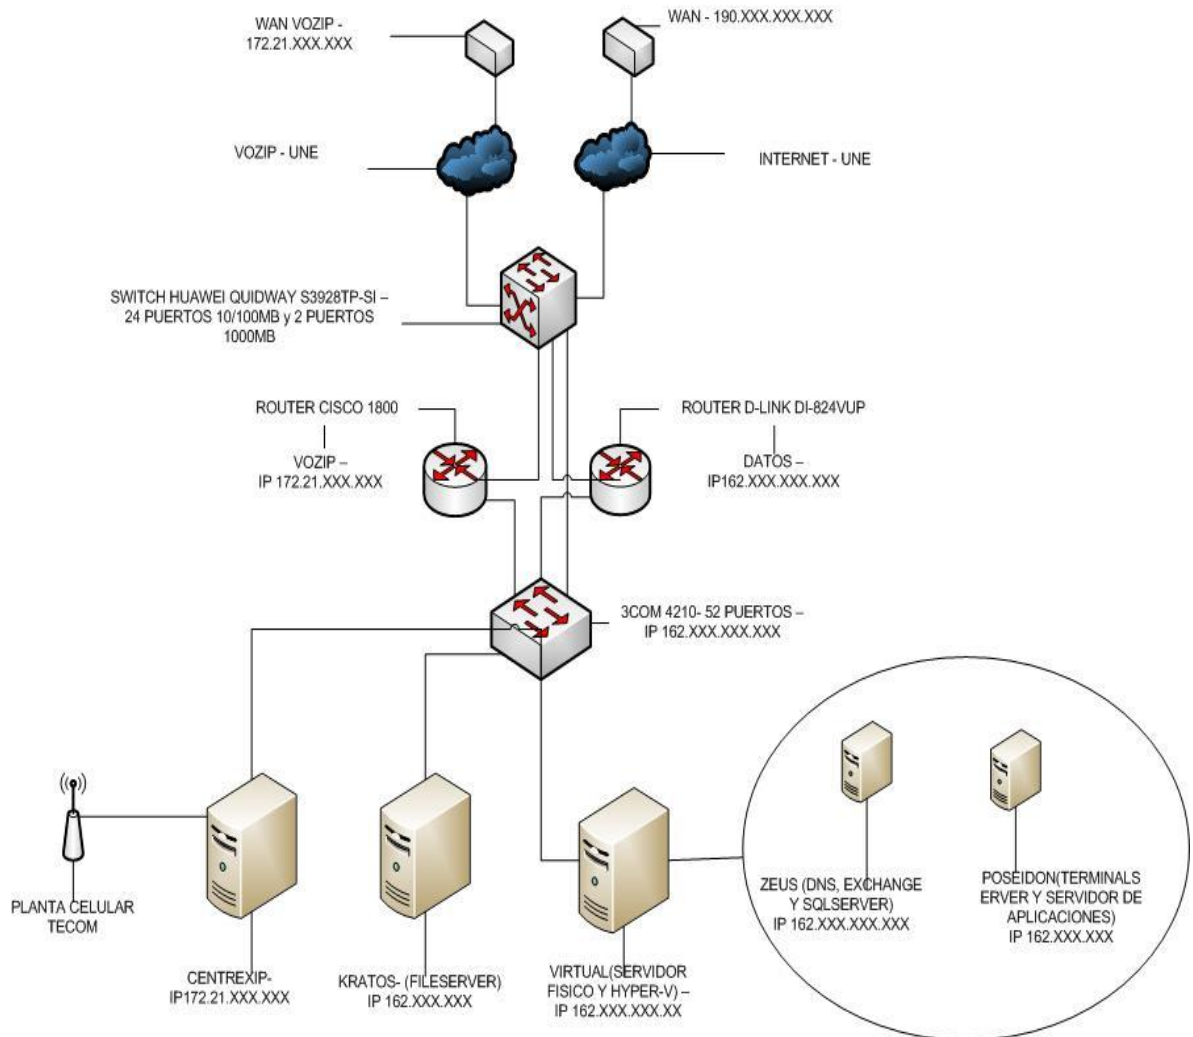 WAN VOZIP -
172.21.XXX.XXX
WAN - 190.XXX.XXX.XXX
VOZIP - UNE
INTERNET - UNE
SWITCH HUAWEI QUIDWAY S3928TP-SI –
24 PUERTOS 10/100MB y 2 PUERTOS
1000MB
ROUTER CISCO 1800
VOZIP –
IP 172.21.XXX.XXX
ROUTER D-LINK DI-824VUP
DATOS –
IP162.XXX.XXX.XXX
3COM 4210- 52 PUERTOS –
IP 162.XXX.XXX.XXX
PLANTA CELULAR
TECOM
CENTREXIP-
IP172.21.XXX.XXX
KRATOS- (FILESERVER)
IP 162.XXX.XXX
VIRTUAL(SERVIDOR
FISICO Y HYPER-V) –
IP 162.XXX.XXX.XX
ZEUS (DNS, EXCHANGE
Y SQLSERVER)
IP 162.XXX.XXX.XXX
POSEIDON(TERMINALS
ERVER Y SERVIDOR DE
APLICACIONES)
IP 162.XXX.XXX